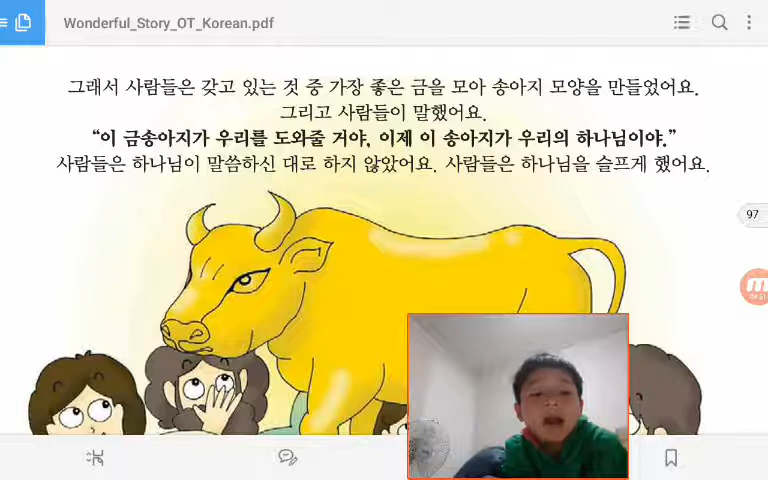 Wonderful_Story_OT_Korean.pdf
그래서 사람들은 갖고 있는 것 중 가장 좋은 금을 모아 송아지 모양을 만들었어요.
그리고 사람들이 말했어요.
“이 금송아지가 우리를 도와줄 거야, 이제 이 송아지가 우리의 하나님이야.”
사람들은 하나님이 말씀하신 대로 하지 않았어요. 사람들은 하나님을 슬프게 했어요.
97